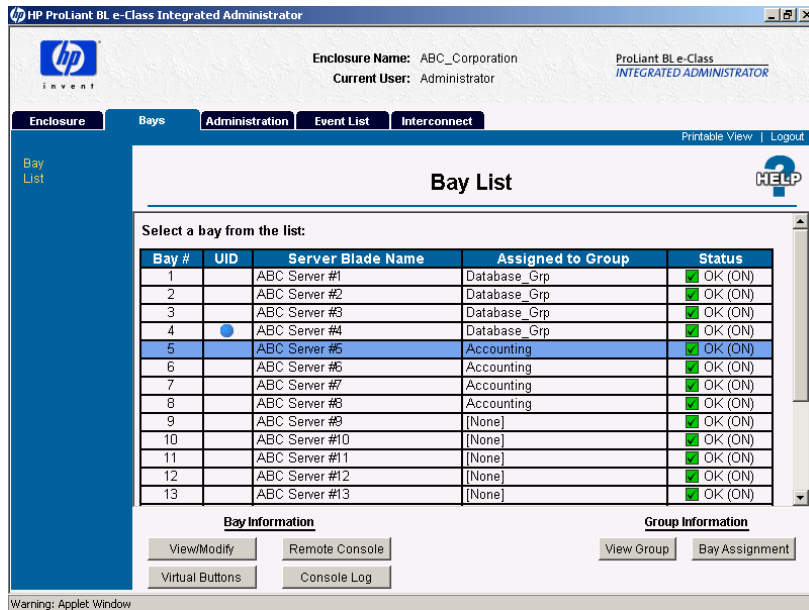 HP ProLiant BL e-Class Integrated Administrator
hp
invent
Enclosure Name: ABC_Corporation
Current User: Administrator
ProLiant BL e-Class
INTEGRATED ADMINISTRATOR
Enclosure Bays Administration Event List Interconnect
Printable View | Logout
Bay
List
Bay List
HELP
Select a bay from the list:
Bay # UID Server Blade Name Assigned to Group Status
1 ABC Server #1 Database_Grp OK (ON)
2 ABC Server #2 Database_Grp OK (ON)
3 ABC Server #3 Database_Grp OK (ON)
4 ABC Server #4 Database_Grp OK (ON)
5 ABC Server #5 Accounting OK (ON)
6 ABC Server #6 Accounting OK (ON)
7 ABC Server #7 Accounting OK (ON)
8 ABC Server #8 Accounting OK (ON)
9 ABC Server #9 [None] OK (ON)
10 ABC Server #10 [None] OK (ON)
11 ABC Server #11 [None] OK (ON)
12 ABC Server #12 [None] OK (ON)
13 ABC Server #13 [None] OK (ON)
Bay Information Group Information
View/Modify Remote Console View Group Bay Assignment
Virtual Buttons Console Log
Warning: Applet Window